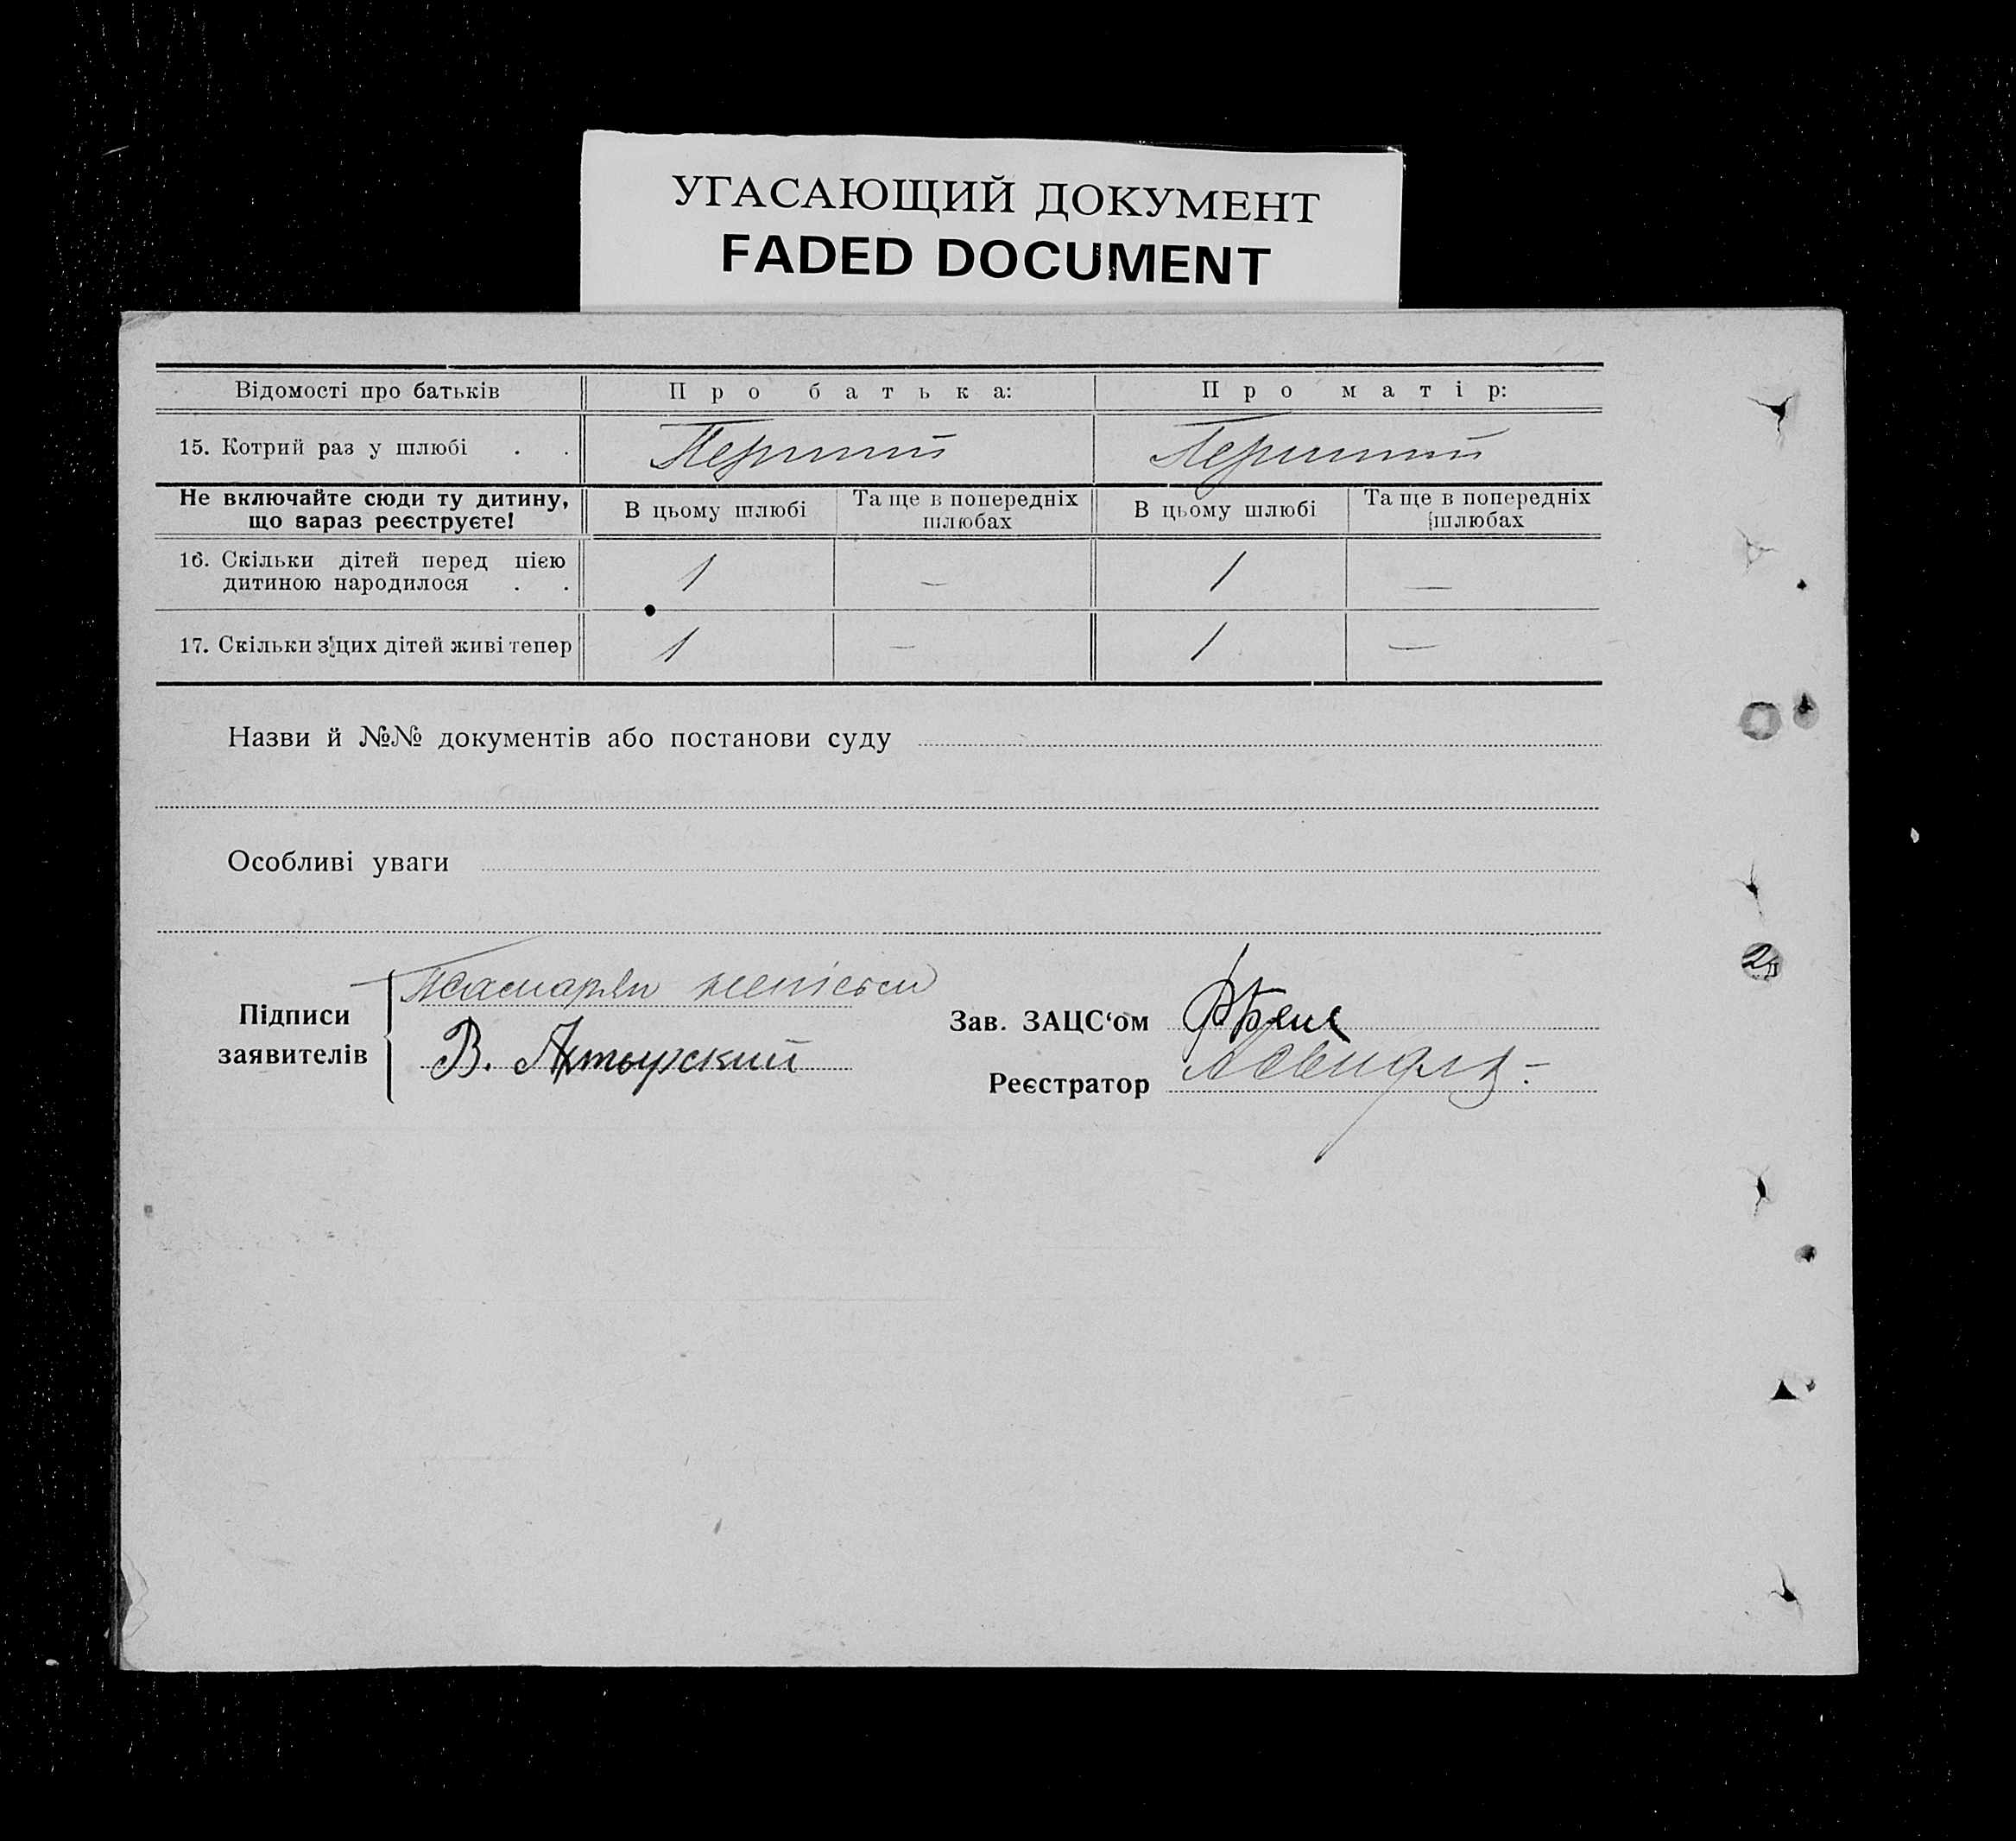 УГАСАЮЩИЙ ДОКУМЕНТ
FADED DOCUMENT
Відомості про батьків Про батька: Про матір:
15. Котрий раз у шлюбі . . Перший Перший
Не включайте сюди ту дитину, що зараз реєструєте! В цьому шлюбі Та ще в попередніх шлюбах В цьому шлюбі Та ще в попередніх шлюбах
16. Скільки дітей перед цією дитиною народилося . . 1 — 1 —
17. Скільки з цих дітей живі тепер 1 — 1 —
Назви й №№ документів або постанови суду
Особливі уваги
Підписи заявителів
В. Ахтырский
Зав. ЗАЦС‘ом
Реєстратор